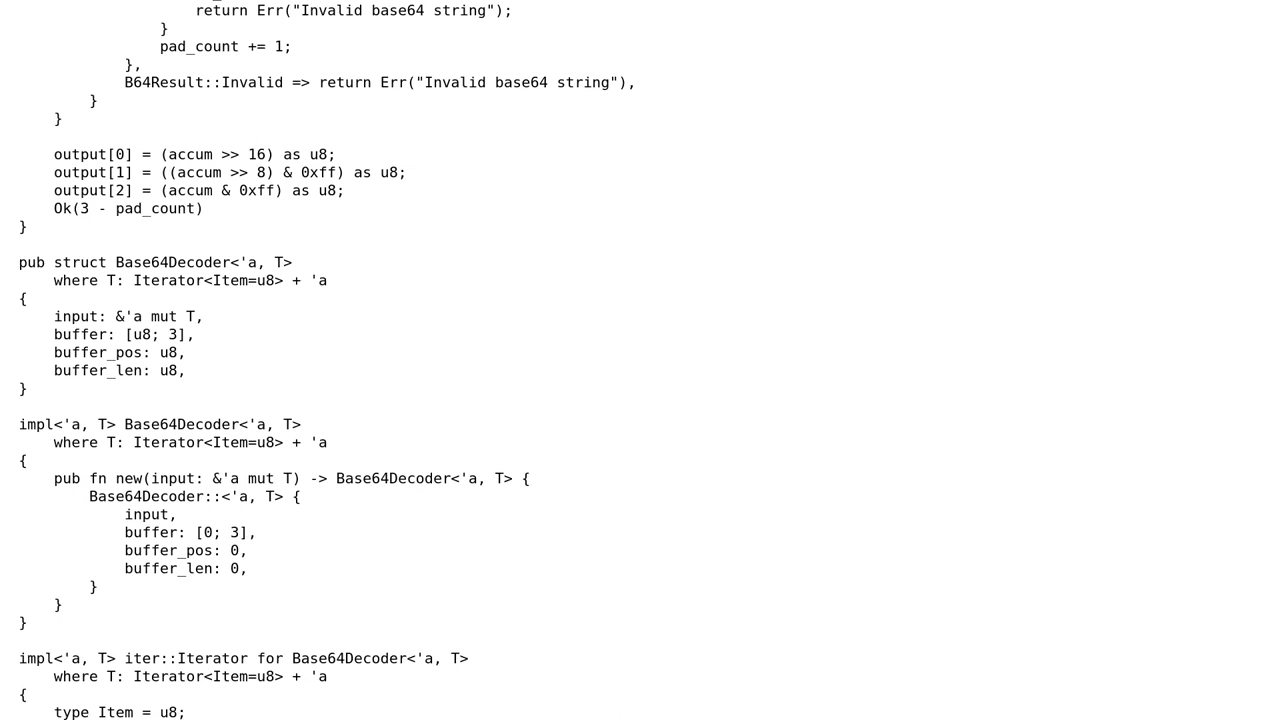 return Err("Invalid base64 string");
                }
                pad_count += 1;
            },
            B64Result::Invalid => return Err("Invalid base64 string"),
        }
    }

    output[0] = (accum >> 16) as u8;
    output[1] = ((accum >> 8) & 0xff) as u8;
    output[2] = (accum & 0xff) as u8;
    Ok(3 - pad_count)
}

pub struct Base64Decoder<'a, T>
    where T: Iterator<Item=u8> + 'a
{
    input: &'a mut T,
    buffer: [u8; 3],
    buffer_pos: u8,
    buffer_len: u8,
}

impl<'a, T> Base64Decoder<'a, T>
    where T: Iterator<Item=u8> + 'a
{
    pub fn new(input: &'a mut T) -> Base64Decoder<'a, T> {
        Base64Decoder::<'a, T> {
            input,
            buffer: [0; 3],
            buffer_pos: 0,
            buffer_len: 0,
        }
    }
}

impl<'a, T> iter::Iterator for Base64Decoder<'a, T>
    where T: Iterator<Item=u8> + 'a
{
    type Item = u8;